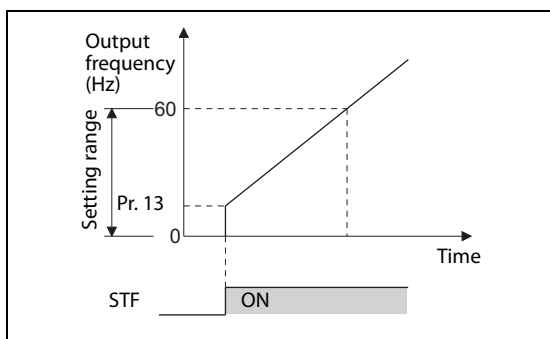 Output
frequency
(Hz)
Setting range
60
Pr. 13
0
Time
STF
ON